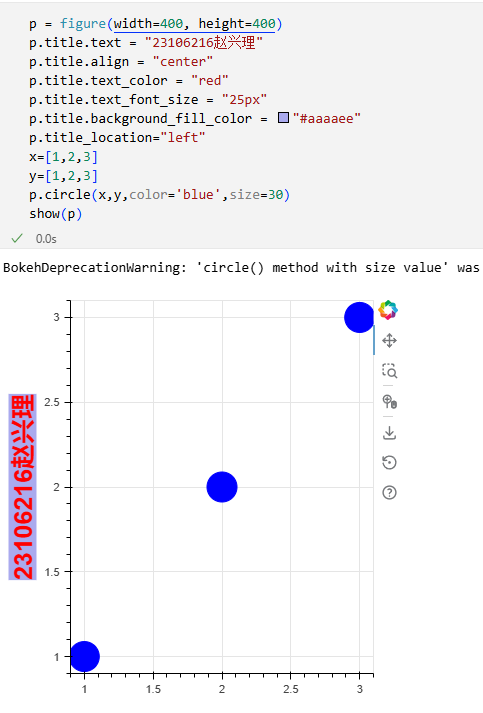 p = figure(width=400, height=400)
p.title.text = "23106216赵兴理"
p.title.align = "center"
p.title.text_color = "red"
p.title.text_font_size = "25px"
p.title.background_fill_color = "#aaaaee"
p.title_location="left"
x=[1,2,3]
y=[1,2,3]
p.circle(x,y,color='blue',size=30)
show(p)
0.0s
BokehDeprecationWarning: 'circle() method with size value' was
23106216赵兴理
3
2.5
2
1.5
1
1 1.5 2 2.5 3